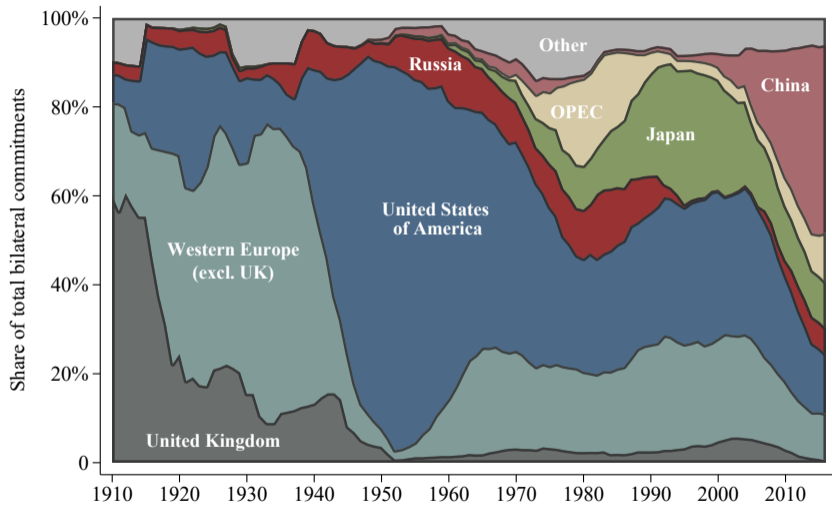 100%
80%
60%
40%
20%
0
Share of total bilateral commitments
Other
Russia
China
OPEC
Japan
United States
of America
Western Europe
(excl. UK)
United Kingdom
1910 1920 1930 1940 1950 1960 1970 1980 1990 2000 2010